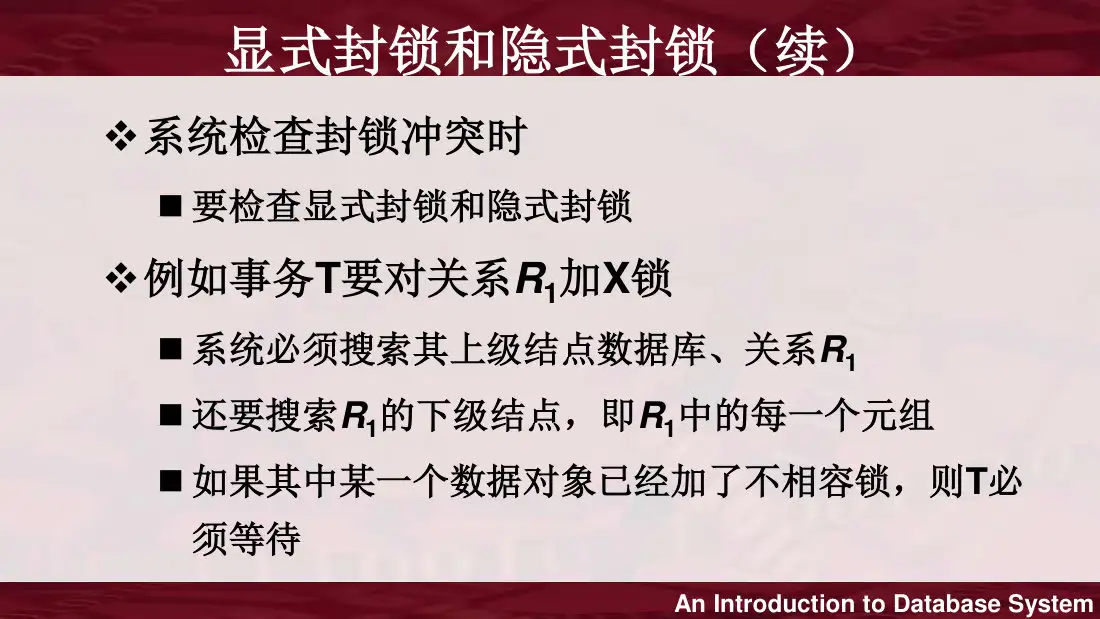 显式封锁和隐式封锁（续）
❖系统检查封锁冲突时
■ 要检查显式封锁和隐式封锁
❖例如事务T要对关系R₁加X锁
■ 系统必须搜索其上级结点数据库、关系R₁
■ 还要搜索R₁的下级结点，即R₁中的每一个元组
■ 如果其中某一个数据对象已经加了不相容锁，则T必
须等待
An Introduction to Database System